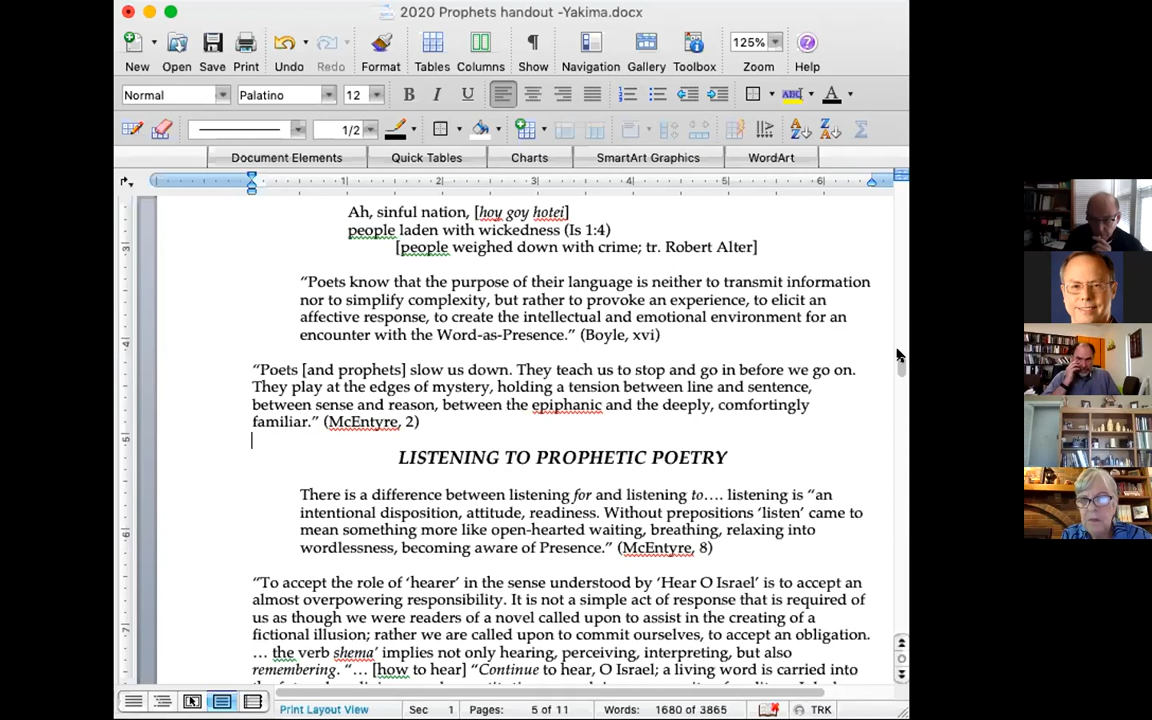 2020 Prophets handout -Yakima.docx
New Open Save Print Undo Redo Format Tables Columns Show Navigation Gallery Toolbox Zoom Help
125%
Normal Palatino 12 B I U ABC A
1/2
Document Elements Quick Tables Charts SmartArt Graphics WordArt
1 2 3 4 5 6
Ah, sinful nation, [hoy goy hotei]
people laden with wickedness (Is 1:4)
[people weighed down with crime; tr. Robert Alter]
“Poets know that the purpose of their language is neither to transmit information
nor to simplify complexity, but rather to provoke an experience, to elicit an
affective response, to create the intellectual and emotional environment for an
encounter with the Word-as-Presence.” (Boyle, xvi)
“Poets [and prophets] slow us down. They teach us to stop and go in before we go on.
They play at the edges of mystery, holding a tension between line and sentence,
between sense and reason, between the epiphanic and the deeply, comfortingly
familiar.” (McEntyre, 2)
LISTENING TO PROPHETIC POETRY
There is a difference between listening for and listening to…. listening is “an
intentional disposition, attitude, readiness. Without prepositions ‘listen’ came to
mean something more like open-hearted waiting, breathing, relaxing into
wordlessness, becoming aware of Presence.” (McEntyre, 8)
“To accept the role of ‘hearer’ in the sense understood by ‘Hear O Israel’ is to accept an
almost overpowering responsibility. It is not a simple act of response that is required of
us as though we were readers of a novel called upon to assist in the creating of a
fictional illusion; rather we are called upon to commit ourselves, to accept an obligation.
… the verb shema’ implies not only hearing, perceiving, interpreting, but also
remembering. “… [how to hear] “Continue to hear, O Israel; a living word is carried into
Print Layout View Sec 1 Pages: 5 of 11 Words: 1680 of 3865 TRK